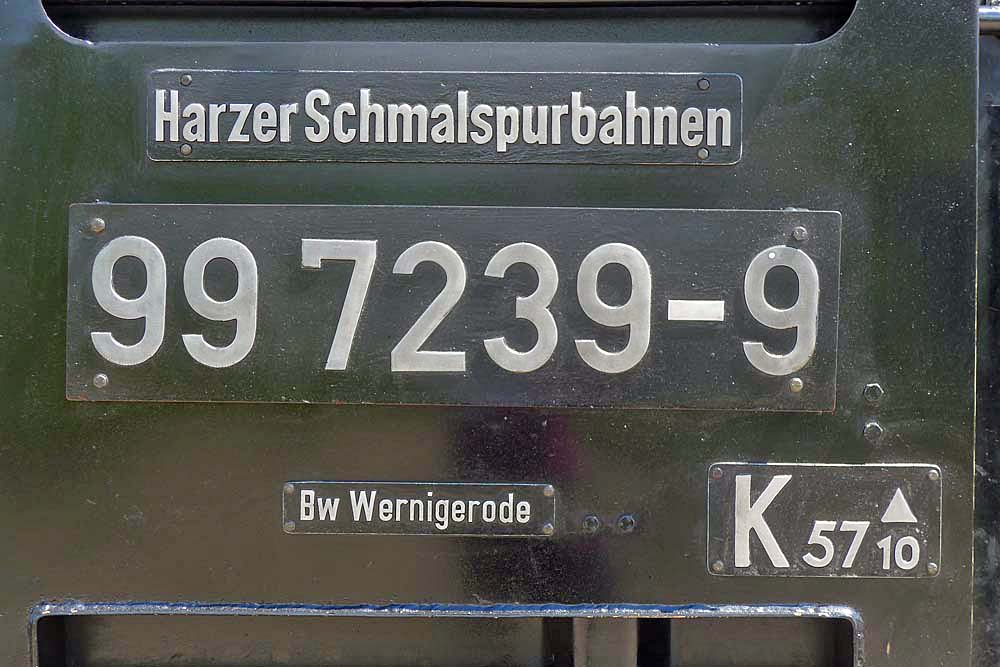 Harzer Schmalspurbahnen
99 7239-9
Bw Wernigerode
K 57 10